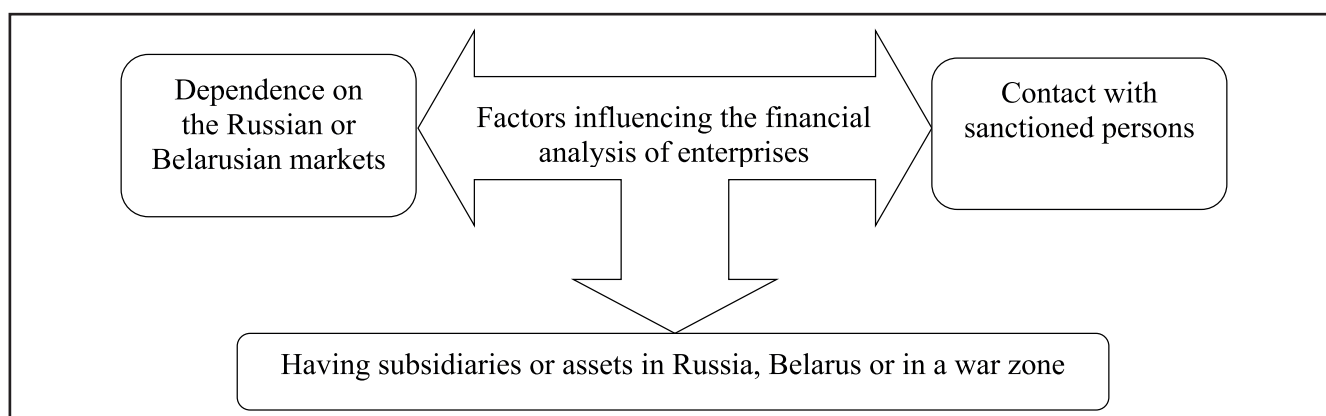 Dependence on
the Russian or
Belarusian markets
Factors influencing the financial
analysis of enterprises
Contact with
sanctioned persons
Having subsidiaries or assets in Russia, Belarus or in a war zone